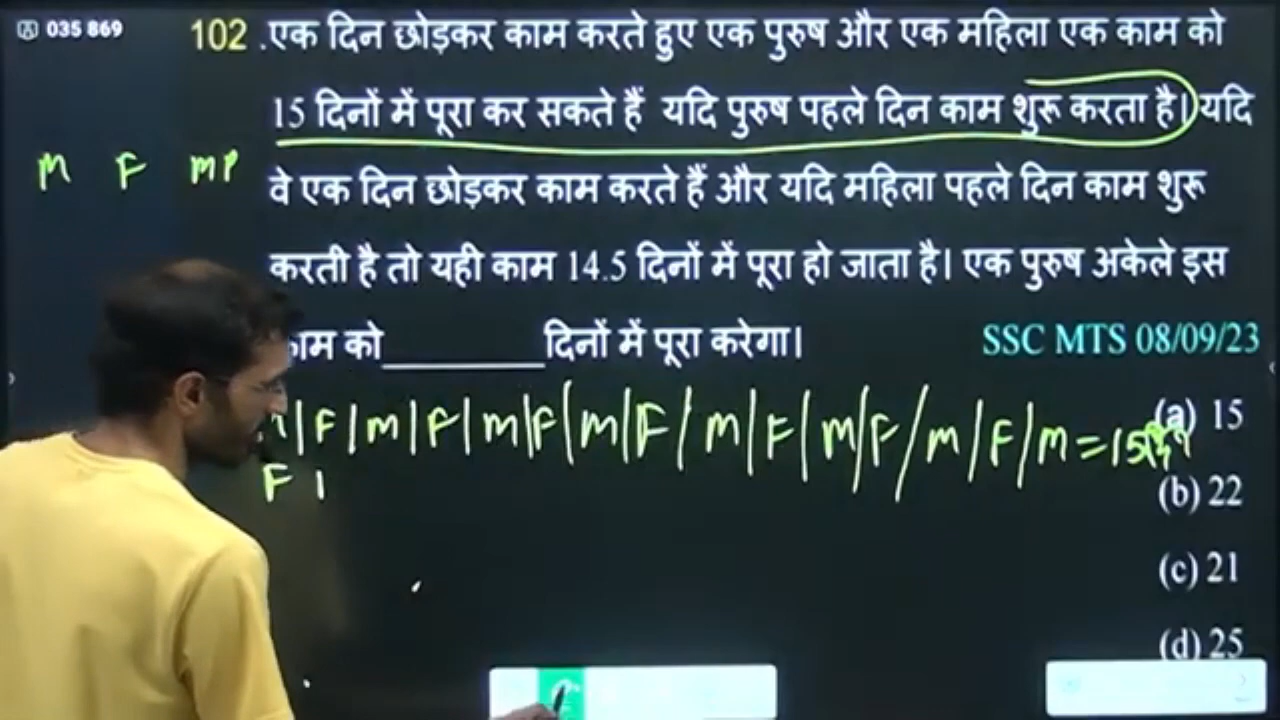 035 869
102 .एक दिन छोड़कर काम करते हुए एक पुरुष और एक महिला एक काम को
15 दिनों में पूरा कर सकते हैं यदि पुरुष पहले दिन काम शुरू करता है। यदि
M F
वे एक दिन छोड़कर काम करते हैं और यदि महिला पहले दिन काम शुरू
करती है तो यही काम 14.5 दिनों में पूरा हो जाता है। एक पुरुष अकेले इस
को__________दिनों में पूरा करेगा।
SSC MTS 08/09/23
|F|M|F|M|F|M|F|M|F|M|F|M|F|M=15
(a) 15
F
(b) 22
(c) 21
(d) 25